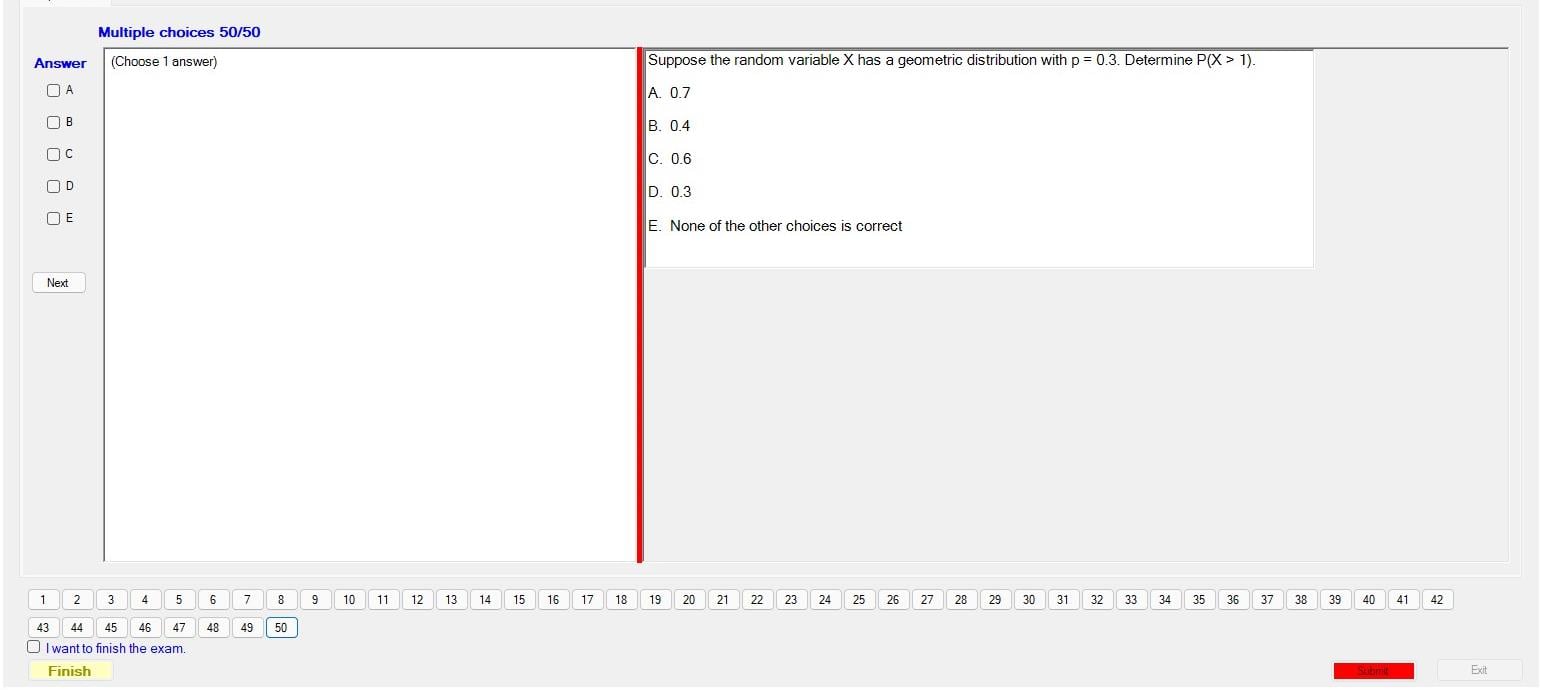 Multiple choices 50/50
Answer
(Choose 1 answer)
A
B
C
D
E
Next
Suppose the random variable X has a geometric distribution with p = 0.3. Determine P(X > 1).
A. 0.7
B. 0.4
C. 0.6
D. 0.3
E. None of the other choices is correct
1 2 3 4 5 6 7 8 9 10 11 12 13 14 15 16 17 18 19 20 21 22 23 24 25 26 27 28 29 30 31 32 33 34 35 36 37 38 39 40 41 42
43 44 45 46 47 48 49 50
I want to finish the exam.
Finish
Submit
Exit